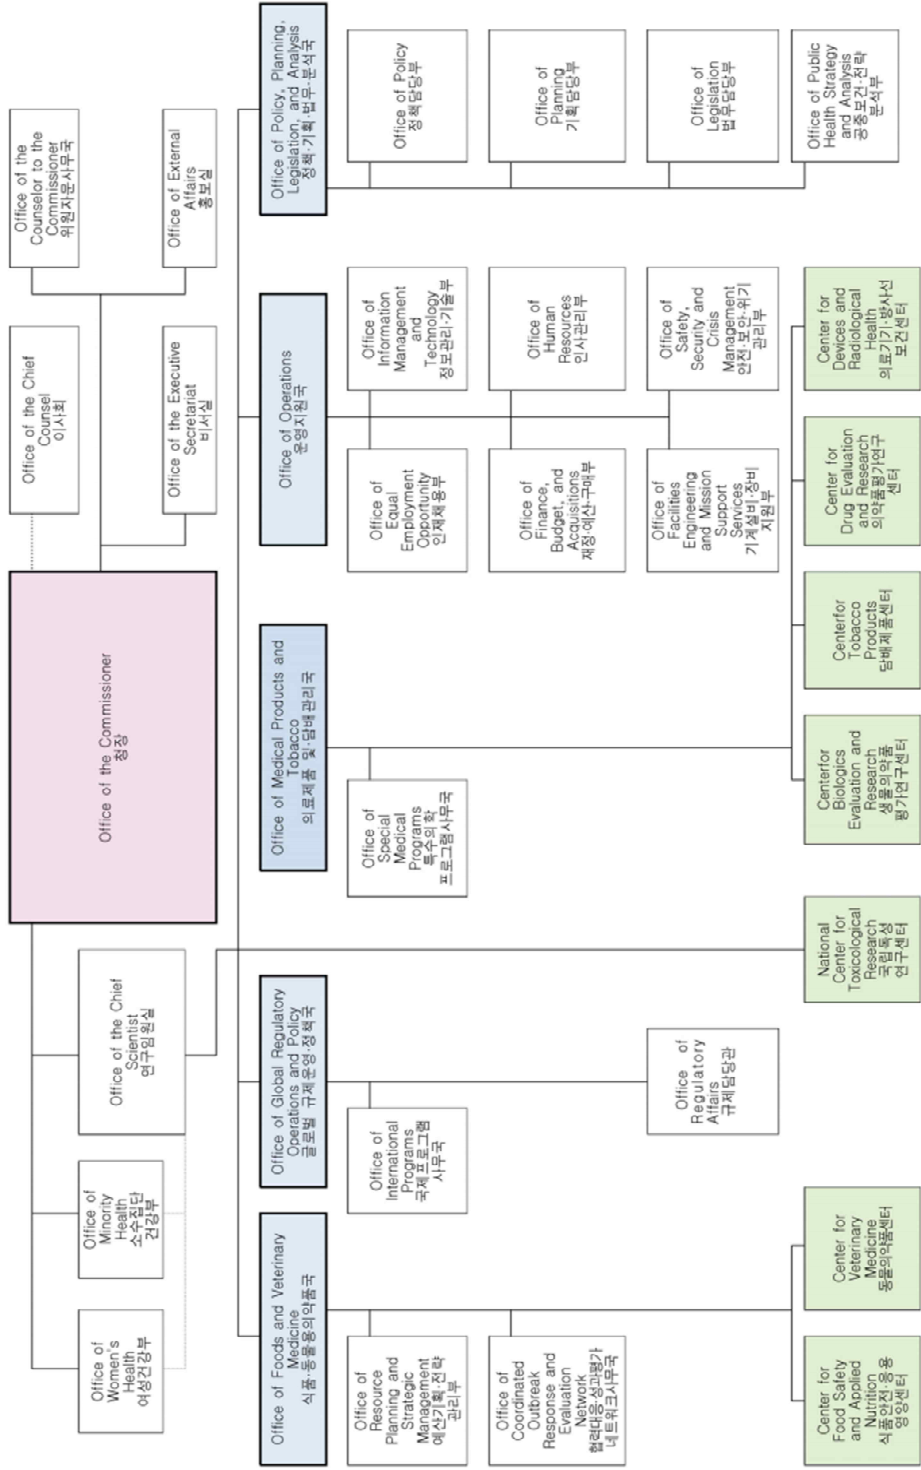 Office of the Commissioner
청장
Office of Women's
Health
여성건강부
Office of
Minority
Health
소수집단
건강부
Office of the Chief
Scientist
연구임원실
Office of the Chief
Counsel
이사회
Office of the Executive
Secretariat
비서실
Office of the
Counselor to the
Commissioner
위원자문사무국
Office of External
Affairs
홍보실
Office of Foods and Veterinary
Medicine
식품·동물용의약품국
Office of Global Regulatory
Operations and Policy
글로벌 규제운영·정책국
Office of Medical Products and
Tobacco
의료제품 및·담배관리국
Office of Operations
운영지원국
Office of Policy, Planning,
Legislation, and Analysis
정책·기획·법무·분석국
Office of
Resource
Planning and
Strategic
Management
예산기획·전략
관리부
Office of
International
Programs
국제프로그램
사무국
Office of
Special
Medical
Programs
특수의학
프로그램사무국
Office of
Equal
Employment
Opportunity
인재채용부
Office of
Information
Management
and
Technology
정보관리·기술부
Office of Policy
정책담당부
Office of
Coordinated
Outbreak
Response and
Evaluation
Network
협력대응·성과평가
네트워크사무국
Office of
Finance,
Budget, and
Acquisitions
재정·예산·구매부
Office of
Human
Resources
인사관리부
Office of
Planning
기획담당부
Office of
Regulatory
Affairs
규제담당관
Office of
Facilities
Engineering
and Mission
Support
Services
기계설비·장비
지원부
Office of
Safety,
Security and
Crisis
Management
안전·보안·위기
관리부
Office of
Legislation
법무담당부
Office of Public
Health Strategy
and Analysis
공중보건·전략
분석부
Center for
Food Safety
and Applied
Nutrition
식품안전·응용
영양센터
Center for
Veterinary
Medicine
동물의약품센터
National
Center for
Toxicological
Research
국립독성
연구센터
Centerfor
Biologics
Evaluation and
Research
생물의약품
평가연구센터
Centerfor
Tobacco
Products
담배제품센터
Center for
Drug Evaluation
and Research
의약품평가연구
센터
Center for
Devices and
Radiological
Health
의료기기·방사선
보건센터